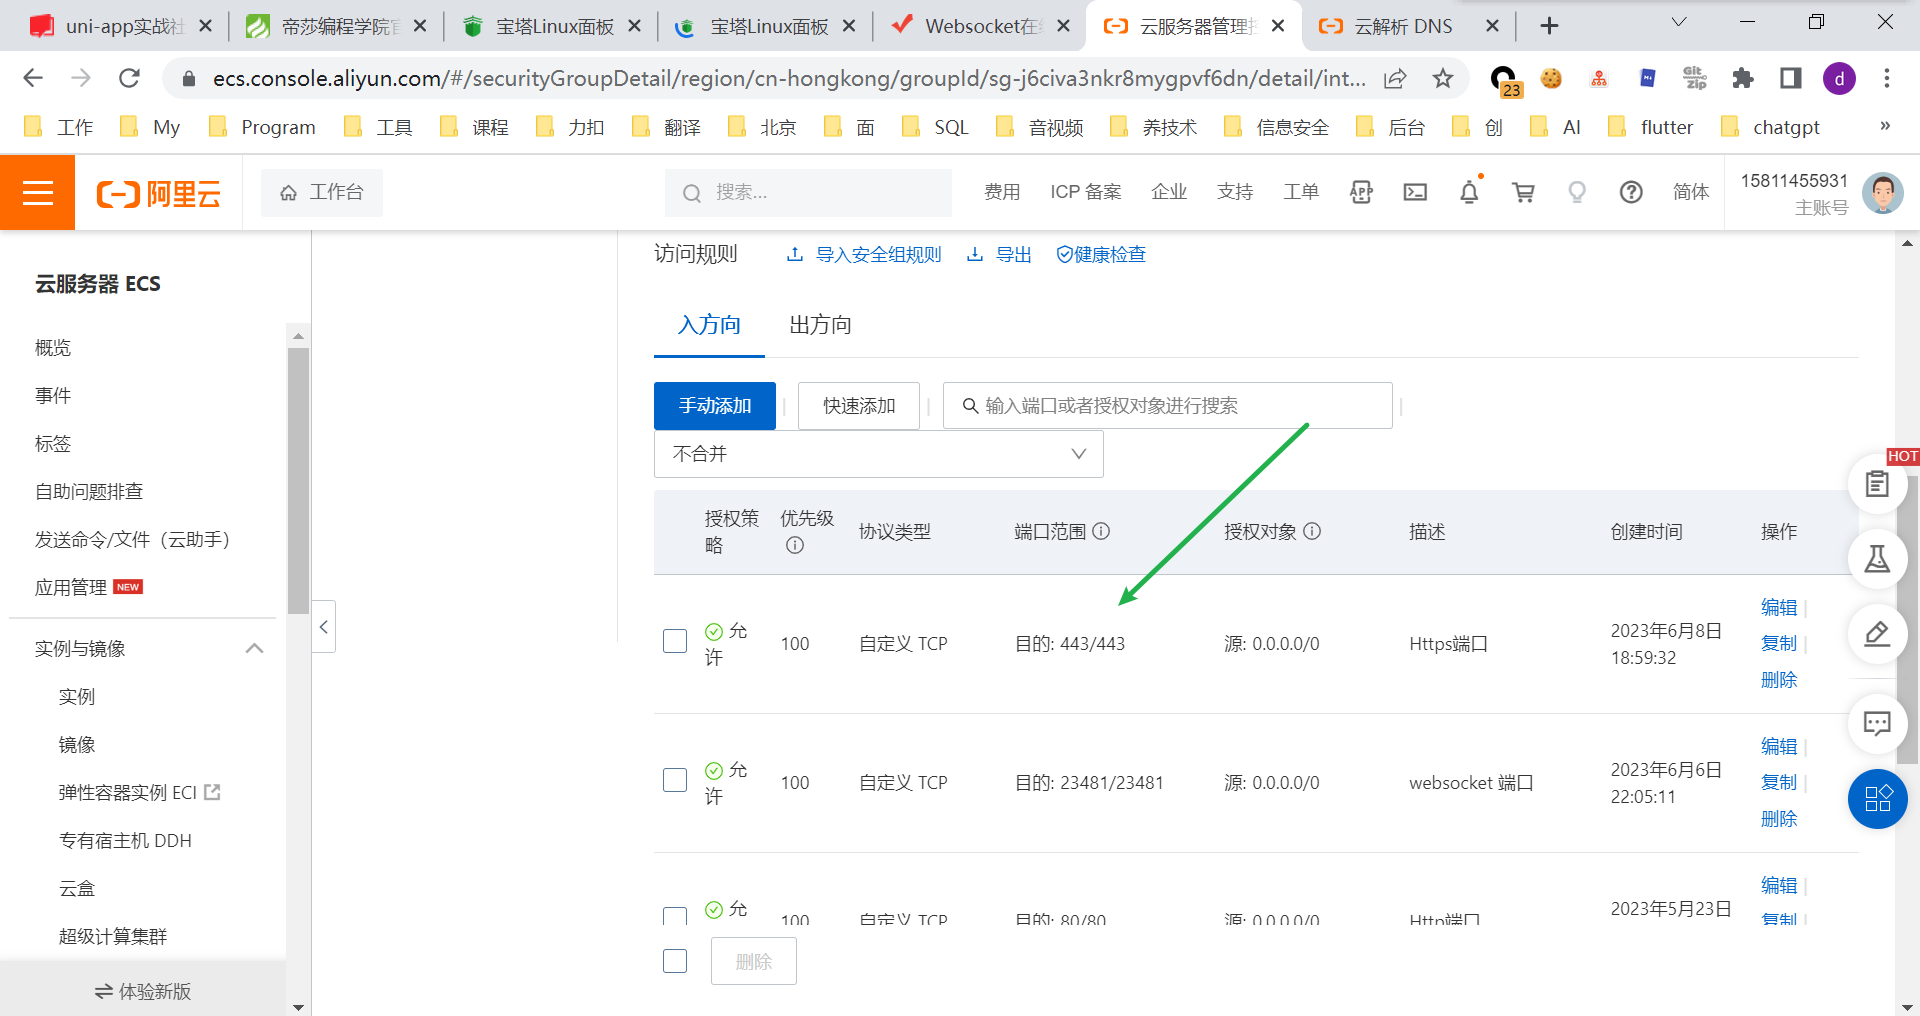 uni-app实战社
帝莎编程学院官
宝塔Linux面板
宝塔Linux面板
Websocket在线
云服务器管理控
云解析 DNS
ecs.console.aliyun.com/#/securityGroupDetail/region/cn-hongkong/groupId/sg-j6civa3nkr8mygpvf6dn/detail/int...
23
Git
Zip
d
工作
My
Program
工具
课程
力扣
翻译
北京
面
SQL
音视频
养技术
信息安全
后台
创
AI
flutter
chatgpt
»
阿里云
工作台
搜索...
费用
ICP 备案
企业
支持
工单
APP
简体
15811455931
主账号
云服务器 ECS
概览
事件
标签
自助问题排查
发送命令/文件（云助手）
应用管理 NEW
实例与镜像
实例
镜像
弹性容器实例 ECI
专有宿主机 DDH
云盒
超级计算集群
体验新版
访问规则
导入安全组规则
导出
健康检查
入方向
出方向
手动添加
快速添加
输入端口或者授权对象进行搜索
不合并
授权策略 优先级 协议类型 端口范围 授权对象 描述 创建时间 操作
允许 100 自定义 TCP 目的: 443/443 源: 0.0.0.0/0 Https端口 2023年6月8日 18:59:32 编辑 复制 删除
允许 100 自定义 TCP 目的: 23481/23481 源: 0.0.0.0/0 websocket 端口 2023年6月6日 22:05:11 编辑 复制 删除
允 100 自定义 TCP 目的: 80/80 源: 0.0.0.0/0 Http端口 2023年5月23日 编辑 复制
删除
HOT